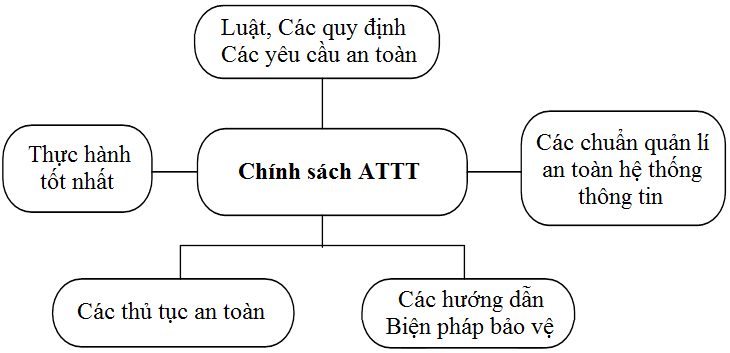 Luật, Các quy định
Các yêu cầu an toàn
Thực hành
tốt nhất
Chính sách ATTT
Các chuẩn quản lí
an toàn hệ thống
thông tin
Các thủ tục an toàn
Các hướng dẫn
Biện pháp bảo vệ